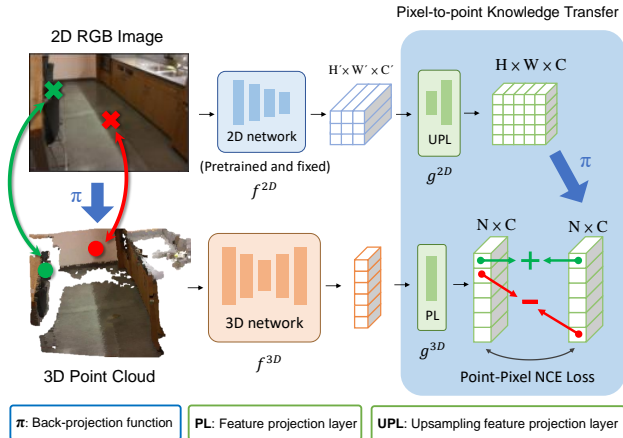 Pixel-to-point Knowledge Transfer
2D RGB Image
H´× W´× C´
H × W × C
2D network
UPL
(Pretrained and fixed)
g²ᴰ
π
f²ᴰ
π
N × C
N × C
3D network
PL
f³ᴰ
g³ᴰ
3D Point Cloud
Point-Pixel NCE Loss
π: Back-projection function
PL: Feature projection layer
UPL: Upsampling feature projection layer